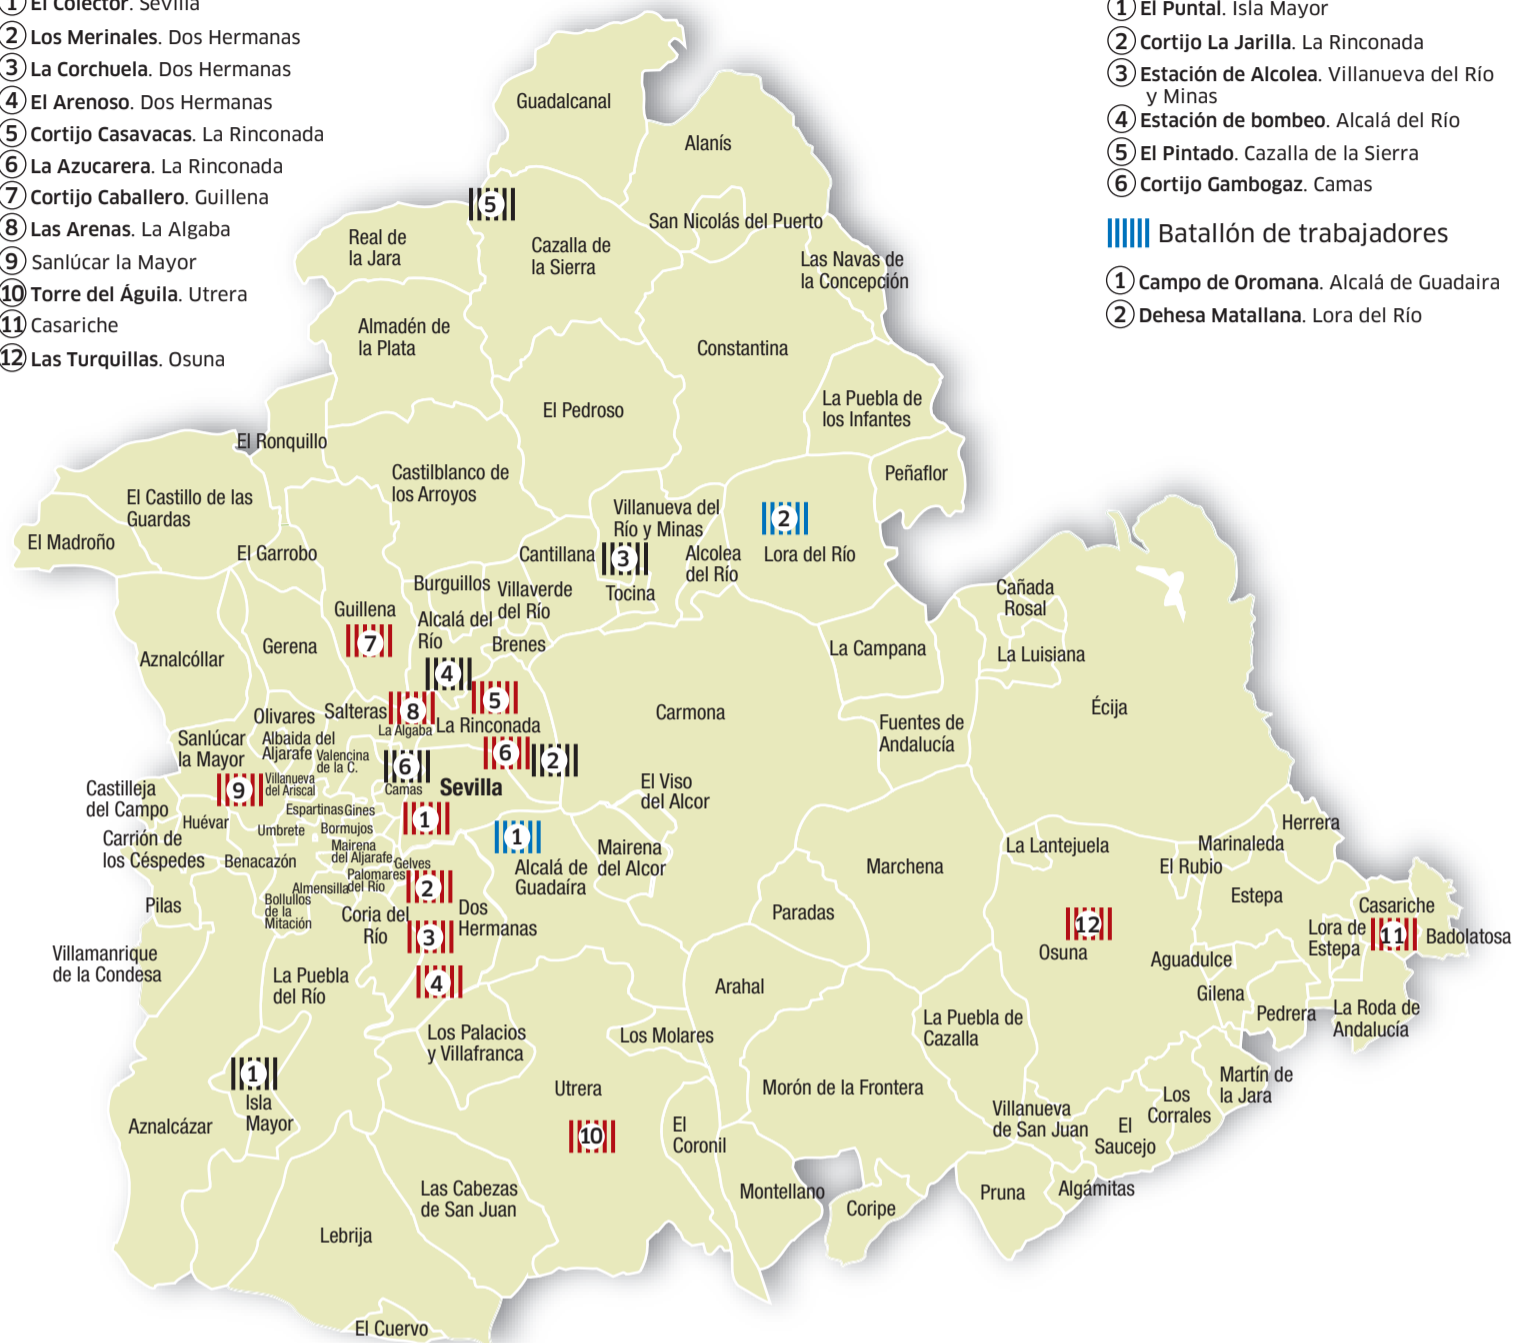 1 El Colector. Sevilla
2 Los Merinales. Dos Hermanas
3 La Corchuela. Dos Hermanas
4 El Arenoso. Dos Hermanas
5 Cortijo Casavacas. La Rinconada
6 La Azucarera. La Rinconada
7 Cortijo Caballero. Guillena
8 Las Arenas. La Algaba
9 Sanlúcar la Mayor
10 Torre del Águila. Utrera
11 Casariche
12 Las Turquillas. Osuna
1 El Puntal. Isla Mayor
2 Cortijo La Jarilla. La Rinconada
3 Estación de Alcolea. Villanueva del Río
y Minas
4 Estación de bombeo. Alcalá del Río
5 El Pintado. Cazalla de la Sierra
6 Cortijo Gambogaz. Camas
Batallón de trabajadores
1 Campo de Oromana. Alcalá de Guadaira
2 Dehesa Matallana. Lora del Río
Guadalcanal
Alanís
5
San Nicolás del Puerto
Real de
la Jara
Cazalla de
la Sierra
Las Navas de
la Concepción
Almadén de
la Plata
Constantina
El Pedroso
La Puebla de
los Infantes
El Ronquillo
Castilblanco de
los Arroyos
Peñaflor
El Castillo de las
Guardas
El Madroño
El Garrobo
Villanueva del
Río y Minas
2
Cantillana
3
Alcolea
del Río
Lora del Río
Burguillos
Villaverde
del Río
Tocina
Cañada
Rosal
Guillena
7
Alcalá del
Río
Gerena
Brenes
La Campana
La Luisiana
Aznalcóllar
4
5
Olivares
Salteras
8
La Algaba
La Rinconada
Carmona
Écija
Fuentes de
Andalucía
Sanlúcar
la Mayor
Albaida del
Aljarafe
Valencina
de la C.
6
6
2
Camas
Sevilla
Villanueva
del Ariscal
9
Castilleja
del Campo
El Viso
del Alcor
Huévar
Espartinas
Gines
1
1
Umbrete
Bormujos
Carrión de
los Céspedes
Benacazón
Mairena
del Aljarafe
Gelves
Alcalá de
Guadaíra
Mairena
del Alcor
Marchena
La Lantejuela
Marinaleda
Herrera
El Rubio
Palomares
del Río
Almensilla
2
Bollullos
de la
Mitación
Pilas
Coria del
Río
Dos
Hermanas
3
Paradas
12
Osuna
Estepa
Casariche
Lora de
Estepa
11
Badolatosa
Villamanrique
de la Condesa
La Puebla
del Río
4
Arahal
Aguadulce
Gilena
Pedrera
La Roda de
Andalucía
Los Palacios
y Villafranca
Los Molares
La Puebla de
Cazalla
1
Isla
Mayor
Aznalcázar
Utrera
10
Morón de la Frontera
El
Coronil
Villanueva
de San Juan
El
Saucejo
Los
Corrales
Martín de
la Jara
Las Cabezas
de San Juan
Montellano
Coripe
Pruna
Algámitas
Lebrija
El Cuervo